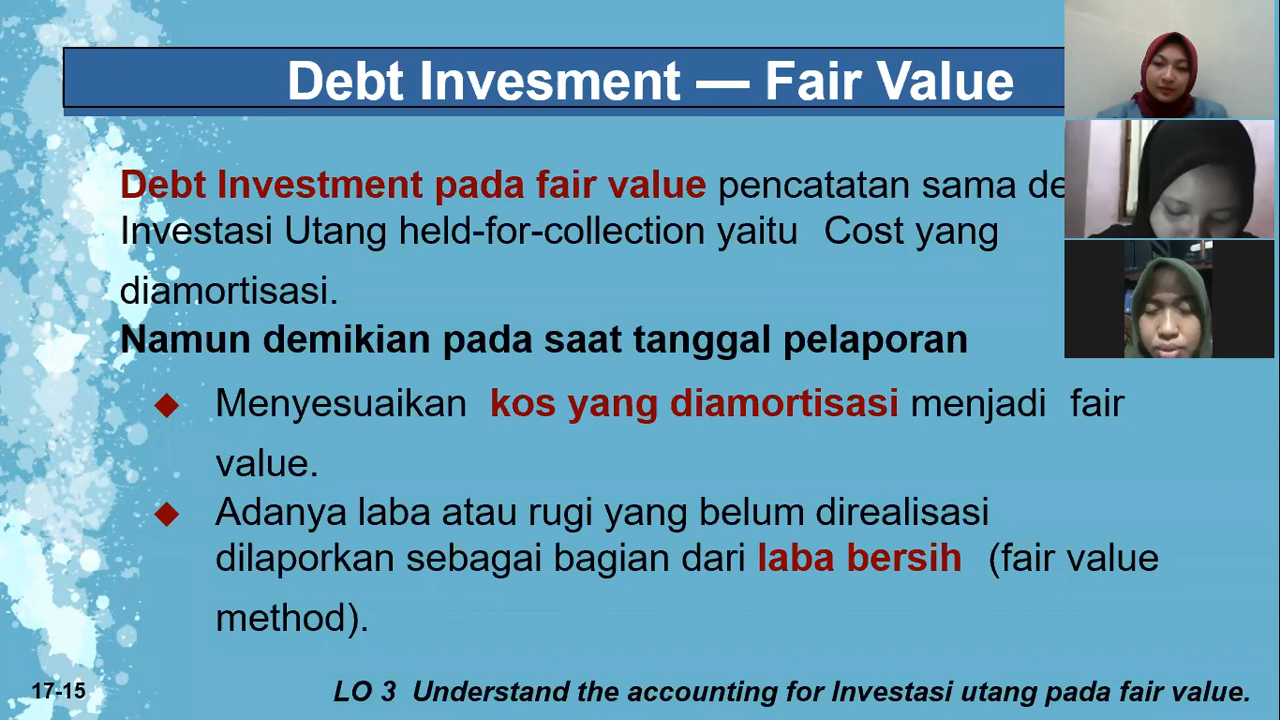 Debt Invesment — Fair Value
Debt Investment pada fair value pencatatan sama de
Investasi Utang held-for-collection yaitu Cost yang
diamortisasi.
Namun demikian pada saat tanggal pelaporan
Menyesuaikan kos yang diamortisasi menjadi fair
value.
Adanya laba atau rugi yang belum direalisasi
dilaporkan sebagai bagian dari laba bersih (fair value
method).
17-15
LO 3 Understand the accounting for Investasi utang pada fair value.